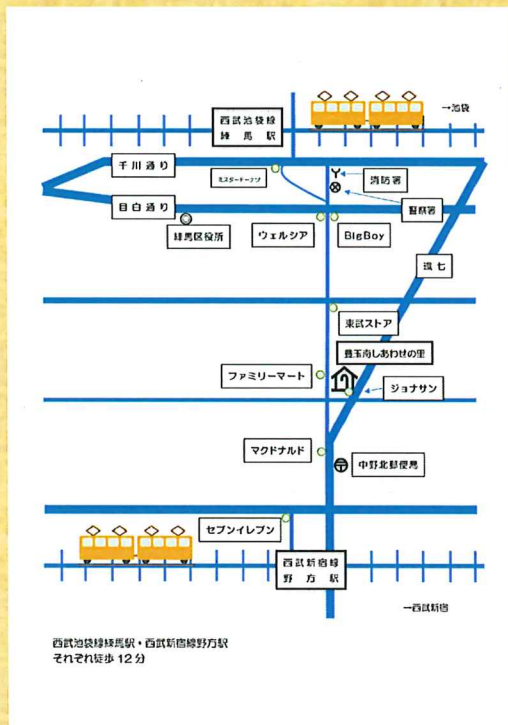 西武池袋線
練馬駅
→池袋
千川通り
ミスタードーナツ
消防署
目白通り
警察署
練馬区役所
ウェルシア
BigBoy
環七
東武ストア
豊玉南しあわせの里
ファミリーマート
ジョナサン
マクドナルド
中野北郵便局
セブンイレブン
西武新宿線
野方駅
→西武新宿
西武池袋線練馬駅・西武新宿線野方駅
それぞれ徒歩12分